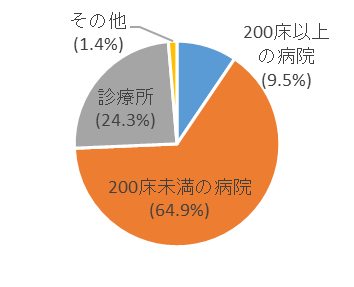 その他
(1.4%)
200床以上
の病院
(9.5%)
診療所
(24.3%)
200床未満の病院
(64.9%)